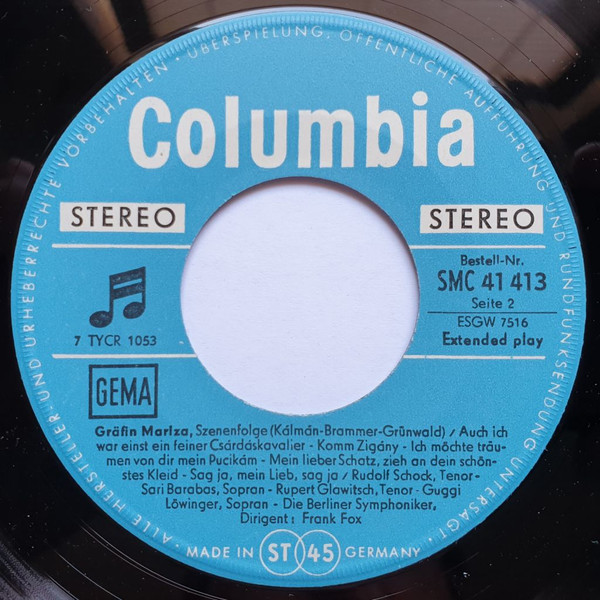 ALLE HERSTELLER- UND URHEBERRECHTE VORBEHALTEN · ÜBERSPIELUNG, ÖFFENTLICHE AUFFÜHRUNG UND RUNDFUNKSENDUNG UNTERSAGT ·
Columbia
STEREO
STEREO
7 TYCR 1053
Bestell-Nr.
SMC 41 413
Seite 2
ESGW 7516
Extended play
GEMA
Gräfin Mariza, Szenenfolge (Kálmán-Brammer-Grünwald) / Auch ich
war einst ein feiner Csárdáskavalier - Komm Zigány - Ich möchte träu-
men von dir mein Pucikám - Mein lieber Schatz, zieh an dein schön-
stes Kleid - Sag ja, mein Lieb, sag ja / Rudolf Schock, Tenor -
Sari Barabas, Sopran - Rupert Glawitsch, Tenor - Guggi
Löwinger, Sopran - Die Berliner Symphoniker,
Dirigent: Frank Fox
MADE IN ST 45 GERMANY